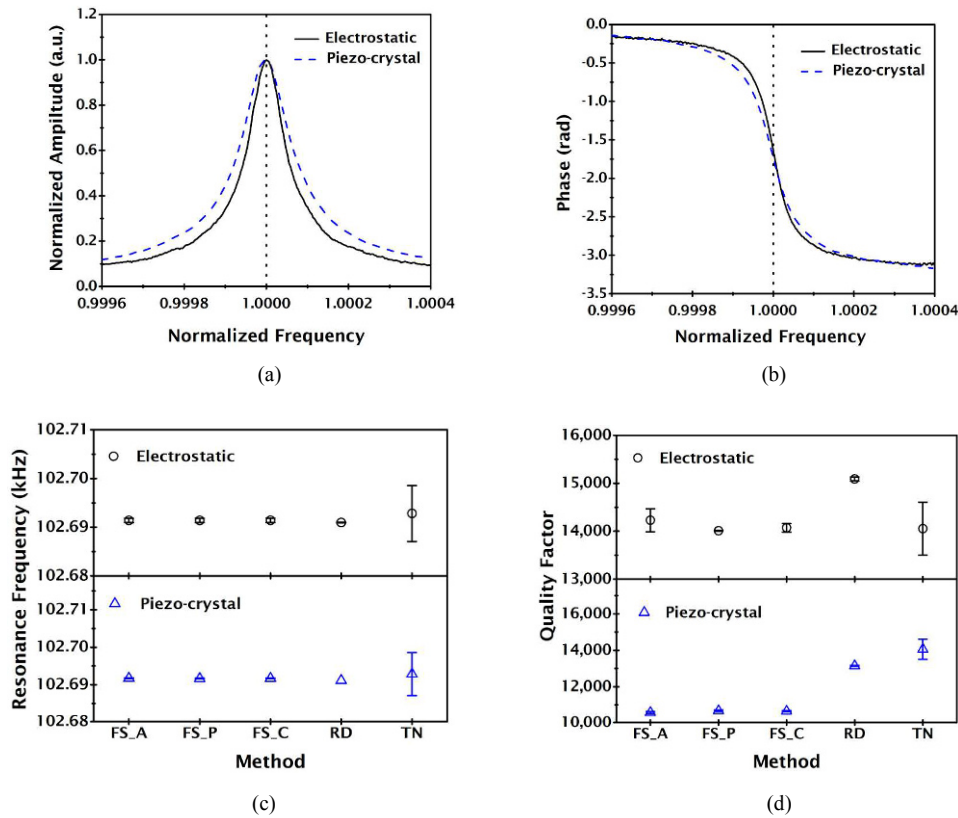 1.2
1.0
0.8
0.6
0.4
0.2
0.0
Normalized Ampitude (a.u.)
Electrostatic
Piezo-crystal
0.9996 0.9998 1.0000 1.0002 1.0004
Normalized Frequency
(a)
0.0
-0.5
-1.0
-1.5
-2.0
-2.5
-3.0
-3.5
Phase (rad)
Electrostatic
Piezo-crystal
0.9996 0.9998 1.0000 1.0002 1.0004
Normalized Frequency
(b)
102.71
102.70
102.69
102.68
102.71
102.70
102.69
102.68
Resonance Frequency (kHz)
Electrostatic
Piezo-crystal
FS_A FS_P FS_C RD TN
Method
(c)
16,000
15,000
14,000
13,000
14,000
12,000
10,000
Quality Factor
Electrostatic
Piezo-crystal
FS_A FS_P FS_C RD TN
Method
(d)